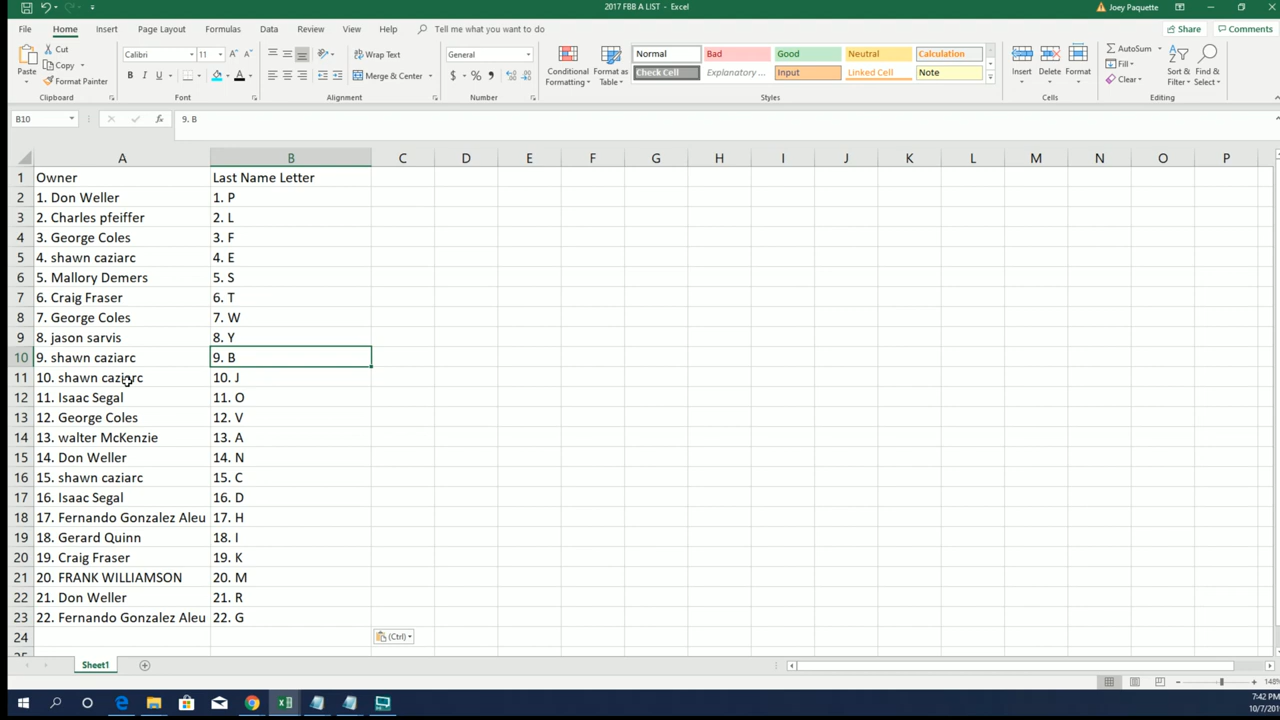 2017 FBB A LIST - Excel
Joey Paquette
File Home Insert Page Layout Formulas Data Review View Help Tell me what you want to do Share Comments
Paste Cut Copy Format Painter Clipboard
Calibri 11 Font
Wrap Text Merge & Center Alignment
General Number
Conditional Formatting Format as Table
Normal Bad Good Neutral Calculation
Check Cell Explanatory ... Input Linked Cell Note
Styles
Insert Delete Format Cells
AutoSum Fill Clear Sort & Filter Find & Select Editing
B10 fx 9. B
A B C D E F G H I J K L M N O P
1 Owner Last Name Letter
2 1. Don Weller 1. P
3 2. Charles pfeiffer 2. L
4 3. George Coles 3. F
5 4. shawn caziarc 4. E
6 5. Mallory Demers 5. S
7 6. Craig Fraser 6. T
8 7. George Coles 7. W
9 8. jason sarvis 8. Y
10 9. shawn caziarc 9. B
11 10. shawn caziarc 10. J
12 11. Isaac Segal 11. O
13 12. George Coles 12. V
14 13. walter McKenzie 13. A
15 14. Don Weller 14. N
16 15. shawn caziarc 15. C
17 16. Isaac Segal 16. D
18 17. Fernando Gonzalez Aleu 17. H
19 18. Gerard Quinn 18. I
20 19. Craig Fraser 19. K
21 20. FRANK WILLIAMSON 20. M
22 21. Don Weller 21. R
23 22. Fernando Gonzalez Aleu 22. G
24 (Ctrl)
Sheet1
7:42 PM